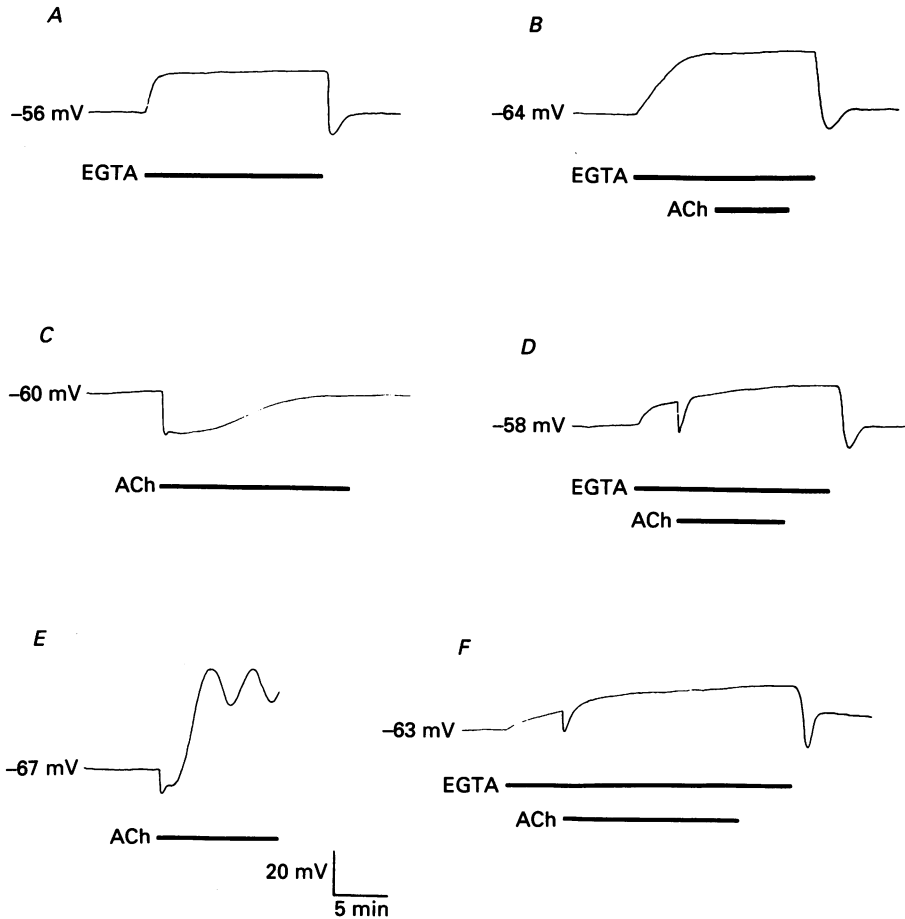 A
−56 mV
EGTA
B
−64 mV
EGTA
ACh
C
−60 mV
ACh
D
−58 mV
EGTA
ACh
E
−67 mV
ACh
20 mV
5 min
F
−63 mV
EGTA
ACh